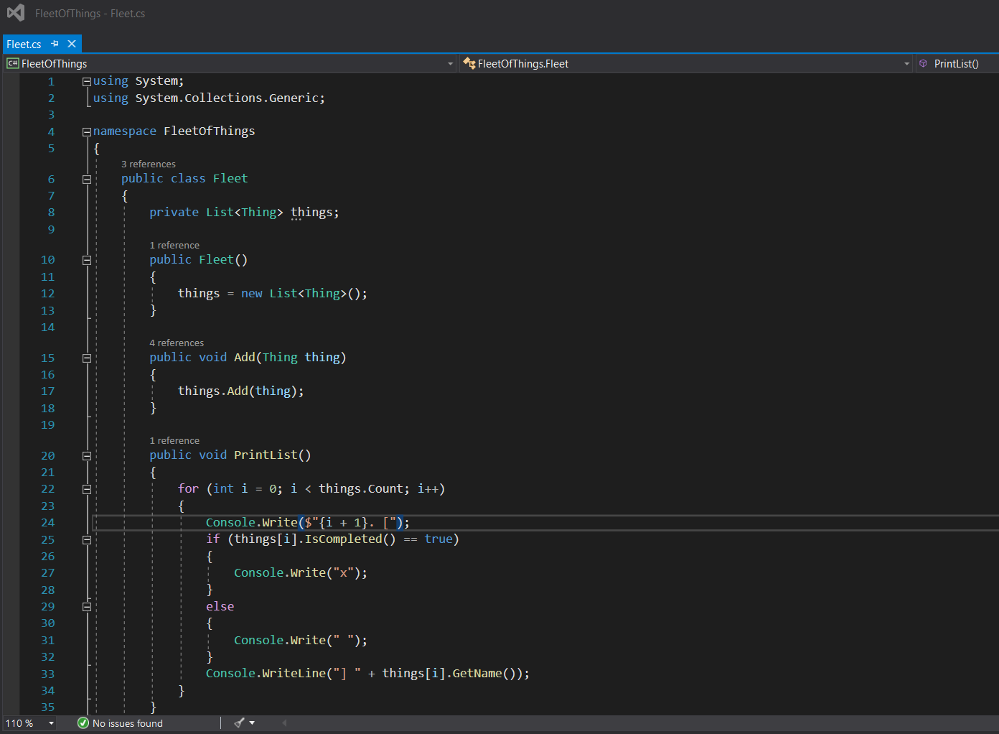 FleetOfThings - Fleet.cs
Fleet.cs
C# FleetOfThings FleetOfThings.Fleet PrintList()
1 using System;
2 using System.Collections.Generic;
3
4 namespace FleetOfThings
5 {
3 references
6 public class Fleet
7 {
8 private List<Thing> things;
9
1 reference
10 public Fleet()
11 {
12 things = new List<Thing>();
13 }
14
4 references
15 public void Add(Thing thing)
16 {
17 things.Add(thing);
18 }
19
1 reference
20 public void PrintList()
21 {
22 for (int i = 0; i < things.Count; i++)
23 {
24 Console.Write($"{i + 1}. [");
25 if (things[i].IsCompleted() == true)
26 {
27 Console.Write("x");
28 }
29 else
30 {
31 Console.Write(" ");
32 }
33 Console.WriteLine("] " + things[i].GetName());
34 }
35 }
110 % No issues found